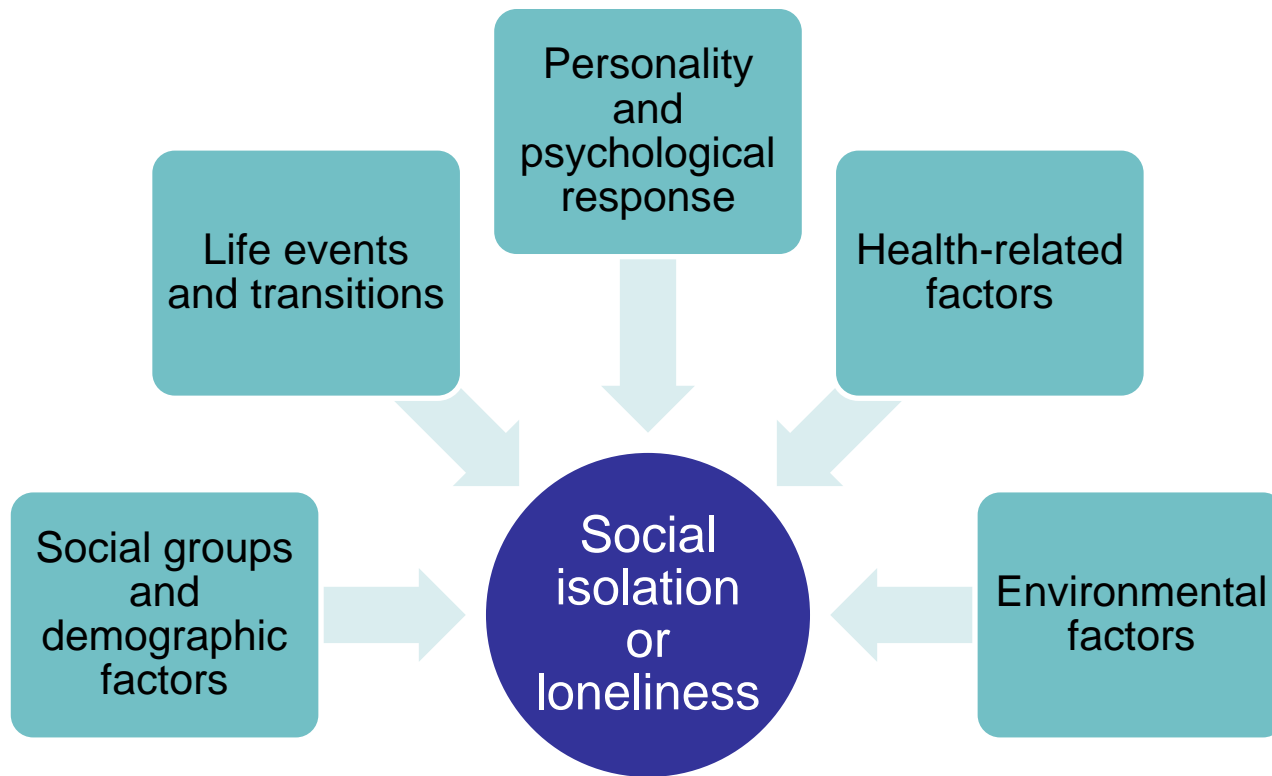 Personality
and
psychological
response
Life events
and transitions
Health-related
factors
Social groups
and
demographic
factors
Social
isolation
or
loneliness
Environmental
factors